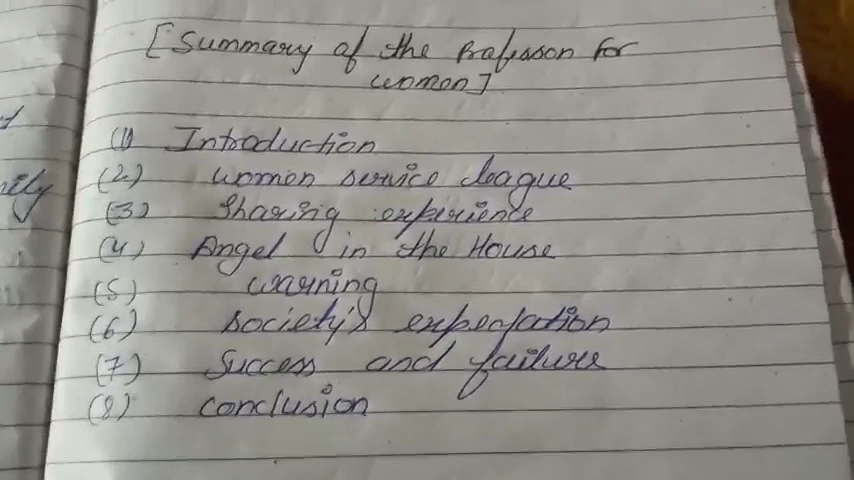 [Summary of the Profession for
women]
(1) Introduction
(2) women service league
(3) Sharing experience
(4) Angel in the House
(5) warning
(6) society's expectation
(7) Success and failure
(8) conclusion